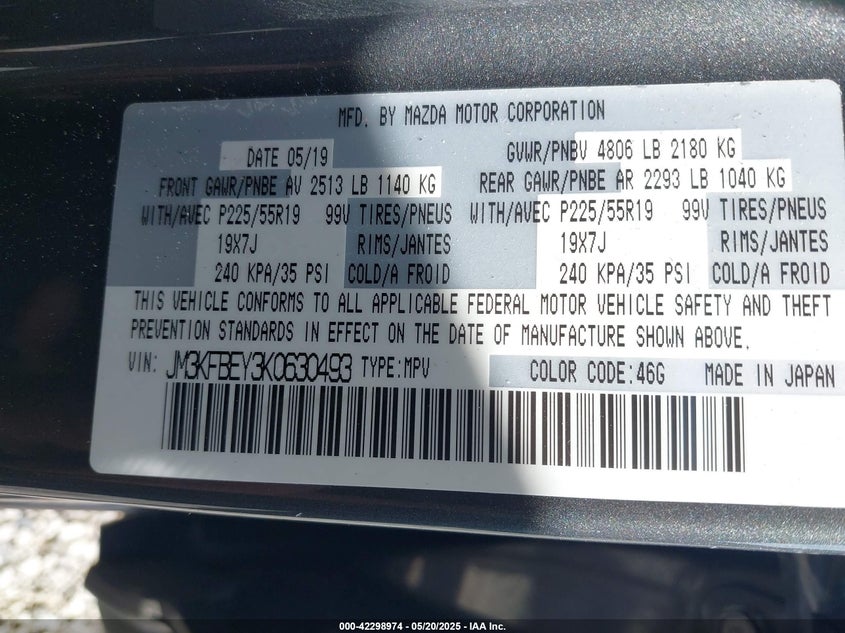 MFD. BY MAZDA MOTOR CORPORATION
DATE 05/19 GVWR/PNBV 4806 LB 2180 KG
FRONT GAWR/PNBE AV 2513 LB 1140 KG REAR GAWR/PNBE AR 2293 LB 1040 KG
WITH/AVEC P225/55R19 99V TIRES/PNEUS WITH/AVEC P225/55R19 99V TIRES/PNEUS
19X7J RIMS/JANTES 19X7J RIMS/JANTES
240 KPA/35 PSI COLD/A FROID 240 KPA/35 PSI COLD/A FROID
THIS VEHICLE CONFORMS TO ALL APPLICABLE FEDERAL MOTOR VEHICLE SAFETY AND THEFT
PREVENTION STANDARDS IN EFFECT ON THE DATE OF MANUFACTURE SHOWN ABOVE.
VIN: JM3KFBEY3K0630493 TYPE:MPV COLOR CODE:46G MADE IN JAPAN
000-42298974 - 05/20/2025 - IAA Inc.